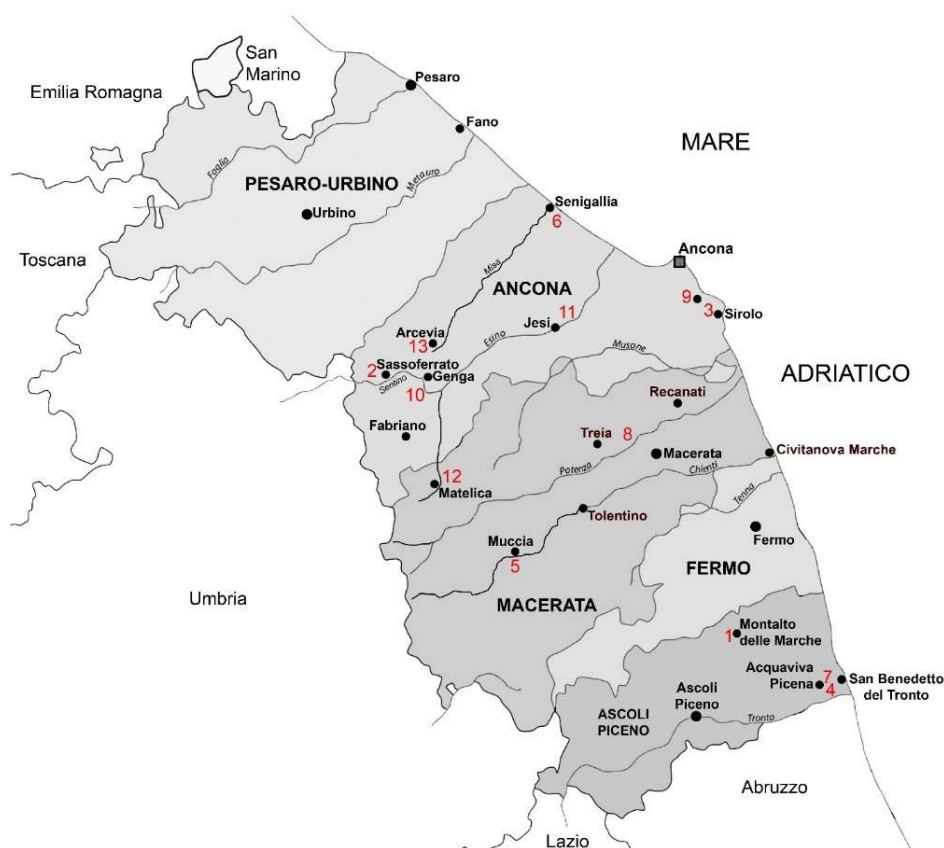 San
Marino
Emilia Romagna
Pesaro
Fano
MARE
Foglia
Metauro
PESARO-URBINO
Urbino
Senigallia
6
Toscana
Ancona
Misa
ANCONA
9
3
Sirolo
11
Jesi
Esino
Arcevia
13
Musone
Sassoferrato
2
Genga
Sentino
10
ADRIATICO
Recanati
Fabriano
Treia
8
Macerata
Civitanova Marche
Potenza
Chienti
12
Matelica
Tenna
Tolentino
Fermo
Muccia
5
FERMO
Umbria
MACERATA
1
Montalto
delle Marche
Acquaviva
Picena
7
4
San Benedetto
del Tronto
Ascoli
Piceno
ASCOLI
PICENO
Tronto
Abruzzo
Lazio